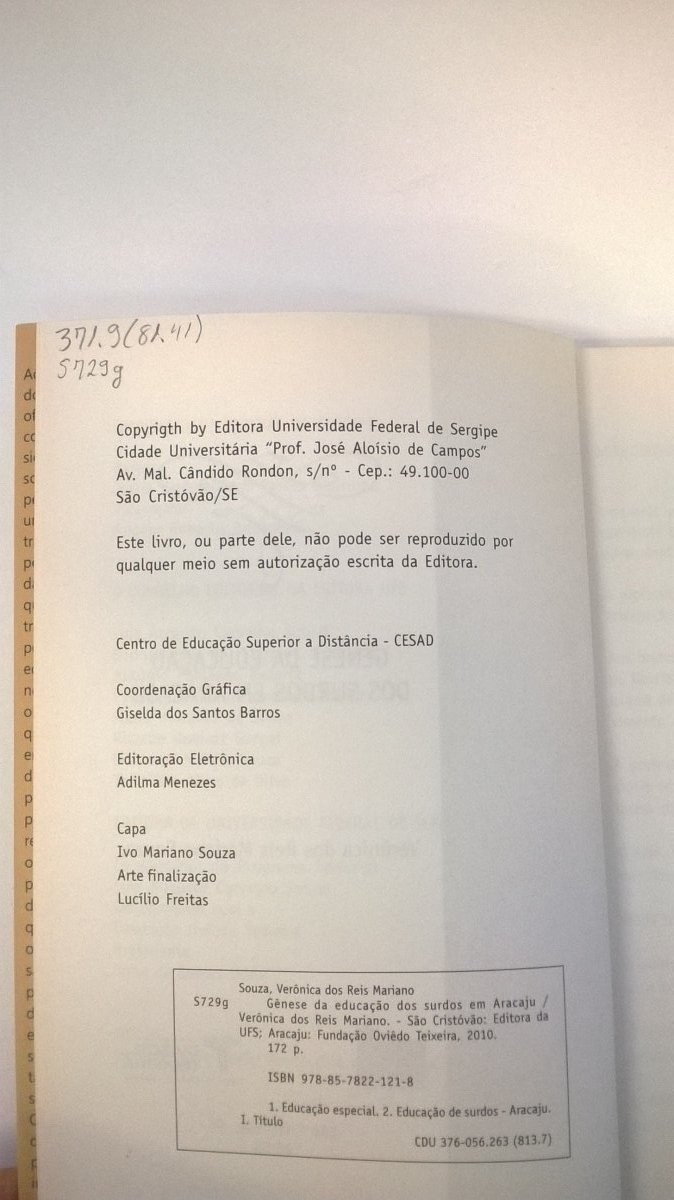 371.9(81.41)
S729g
Copyrigth by Editora Universidade Federal de Sergipe
Cidade Universitária “Prof. José Aloísio de Campos”
Av. Mal. Cândido Rondon, s/nº - Cep.: 49.100-00
São Cristóvão/SE
Este livro, ou parte dele, não pode ser reproduzido por
qualquer meio sem autorização escrita da Editora.
Centro de Educação Superior a Distância - CESAD
Coordenação Gráfica
Giselda dos Santos Barros
Editoração Eletrônica
Adilma Menezes
Capa
Ivo Mariano Souza
Arte finalização
Lucílio Freitas
Souza, Verônica dos Reis Mariano
S729g Gênese da educação dos surdos em Aracaju /
Verônica dos Reis Mariano. - São Cristóvão: Editora da
UFS; Aracaju: Fundação Oviêdo Teixeira, 2010.
172 p.
ISBN 978-85-7822-121-8
1. Educação especial. 2. Educação de surdos - Aracaju.
I. Título
CDU 376-056.263 (813.7)